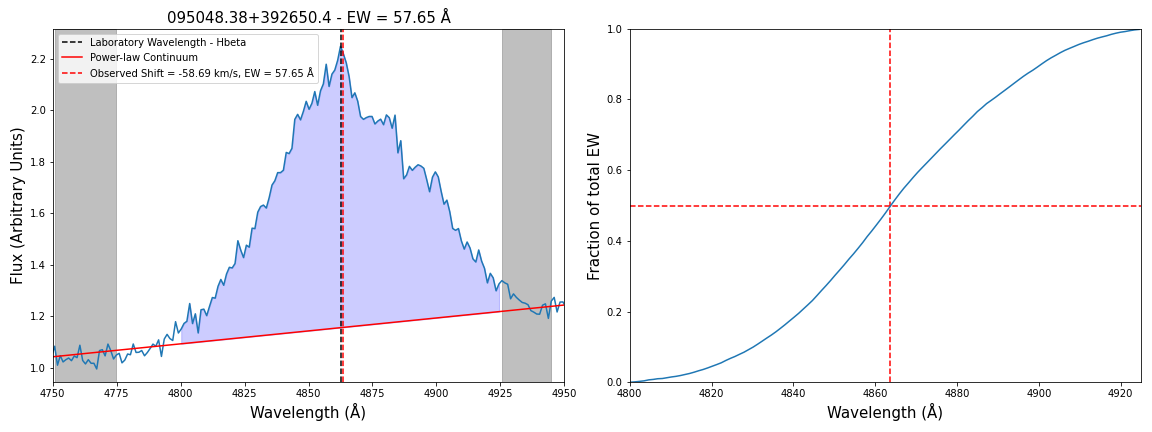 095048.38+392650.4 - EW = 57.65 Å
Laboratory Wavelength - Hbeta
Power-law Continuum
Observed Shift = -58.69 km/s, EW = 57.65 Å
Flux (Arbitrary Units)
2.2
2.0
1.8
1.6
1.4
1.2
1.0
4750 4775 4800 4825 4850 4875 4900 4925 4950
Wavelength (Å)
Fraction of total EW
1.0
0.8
0.6
0.4
0.2
0.0
4800 4820 4840 4860 4880 4900 4920
Wavelength (Å)